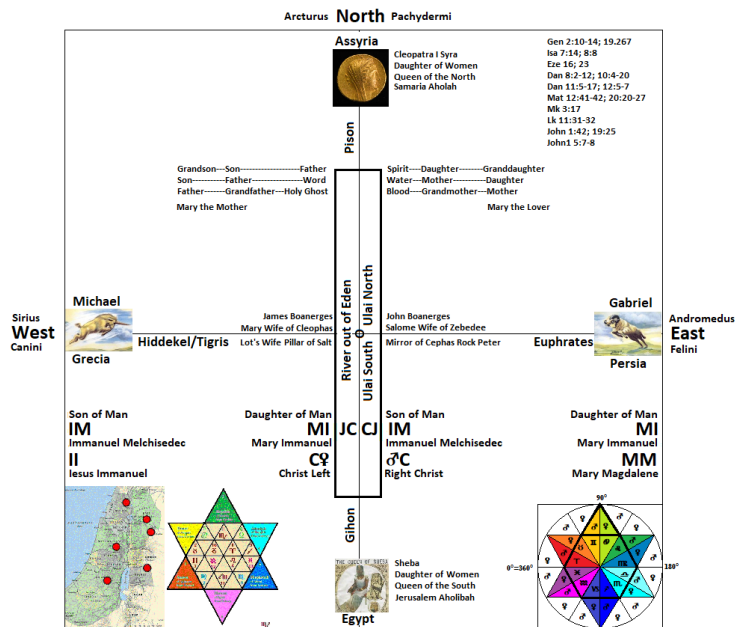 Arcturus North Pachydermi
Assyria
Cleopatra I Syra
Daughter of Women
Queen of the North
Samaria Aholah
Gen 2:10-14; 19.267
Isa 7:14; 8:8
Eze 16; 23
Dan 8:2-12; 10:4-20
Dan 11:5-17; 12:5-7
Mat 12:41-42; 20:20-27
Mk 3:17
Lk 11:31-32
John 1:42; 19:25
John1 5:7-8
Pison
Grandson---Son--------------------Father
Son-----------Father-----------------Word
Father-------Grandfather---Holy Ghost
Mary the Mother
Spirit----Daughter--------Granddaughter
Water---Mother-----------Daughter
Blood----Grandmother---Mother
Mary the Lover
Sirius
West
Canini
Michael
Grecia
Hiddekel/Tigris
James Boanerges
Mary Wife of Cleophas
Lot's Wife Pillar of Salt
River out of Eden
Ulai North
Ulai South
John Boanerges
Salome Wife of Zebedee
Mirror of Cephas Rock Peter
Euphrates
Gabriel
Persia
Andromedus
East
Felini
Son of Man
IM
Immanuel Melchisedec
II
Iesus Immanuel
Daughter of Man
MI
Mary Immanuel
C♀
Christ Left
JC CJ
Son of Man
IM
Immanuel Melchisedec
♂C
Right Christ
Daughter of Man
MI
Mary Immanuel
MM
Mary Magdalene
Gihon
THE QUEEN OF SHEBA
Egypt
Sheba
Daughter of Women
Queen of the South
Jerusalem Aholibah
90°
0°=360°
180°